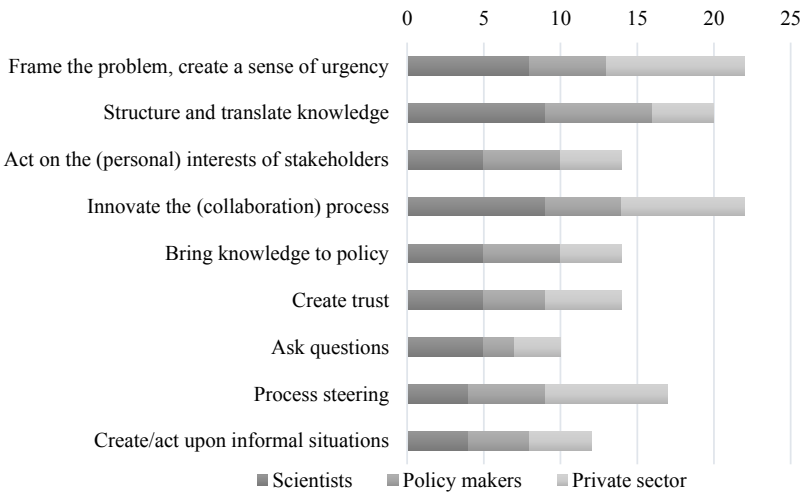 0 5 10 15 20 25
Frame the problem, create a sense of urgency
Structure and translate knowledge
Act on the (personal) interests of stakeholders
Innovate the (collaboration) process
Bring knowledge to policy
Create trust
Ask questions
Process steering
Create/act upon informal situations
Scientists Policy makers Private sector